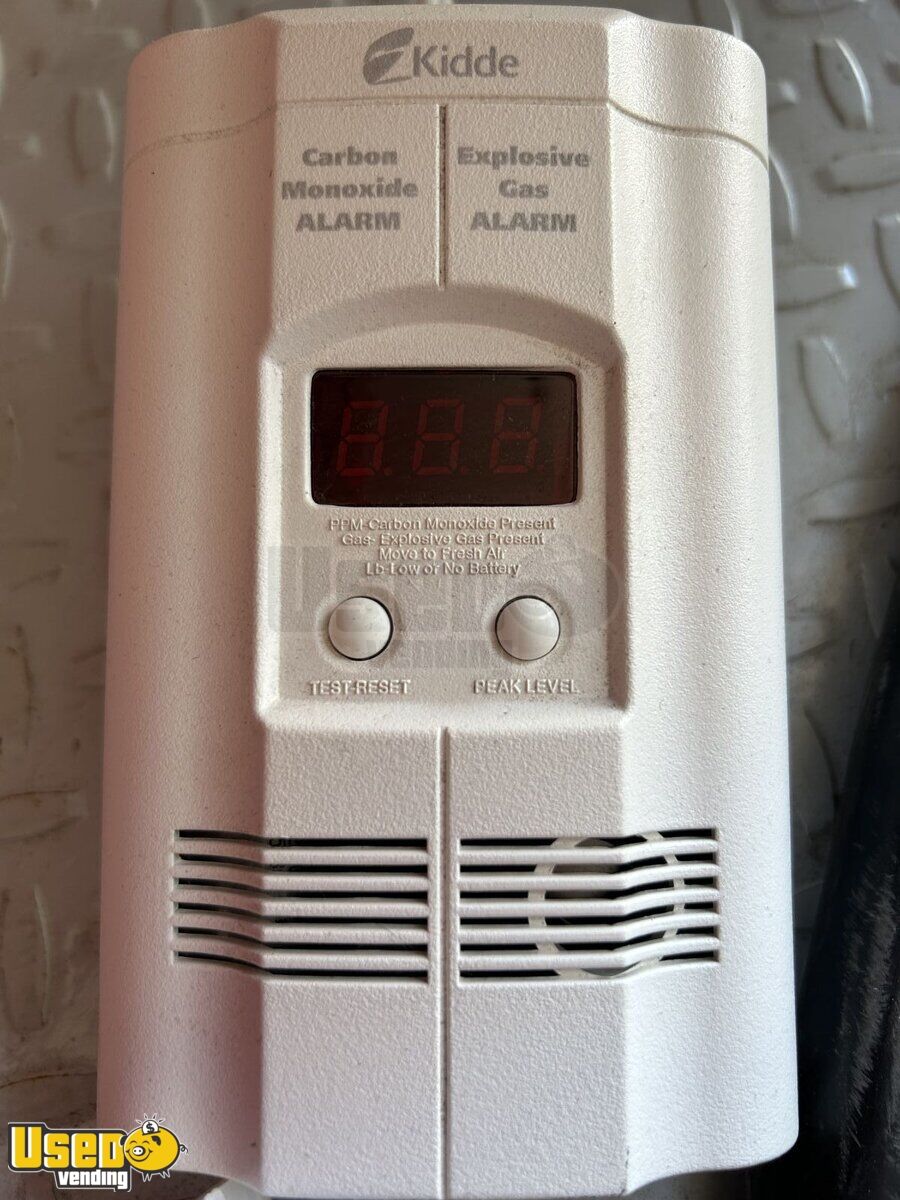 Kidde
Carbon
Monoxide
ALARM
Explosive
Gas
ALARM
PPM-Carbon Monoxide Present
Gas- Explosive Gas Present
Move to Fresh Air
Lb-Low or No Battery
TEST-RESET
PEAK LEVEL
USED
vending